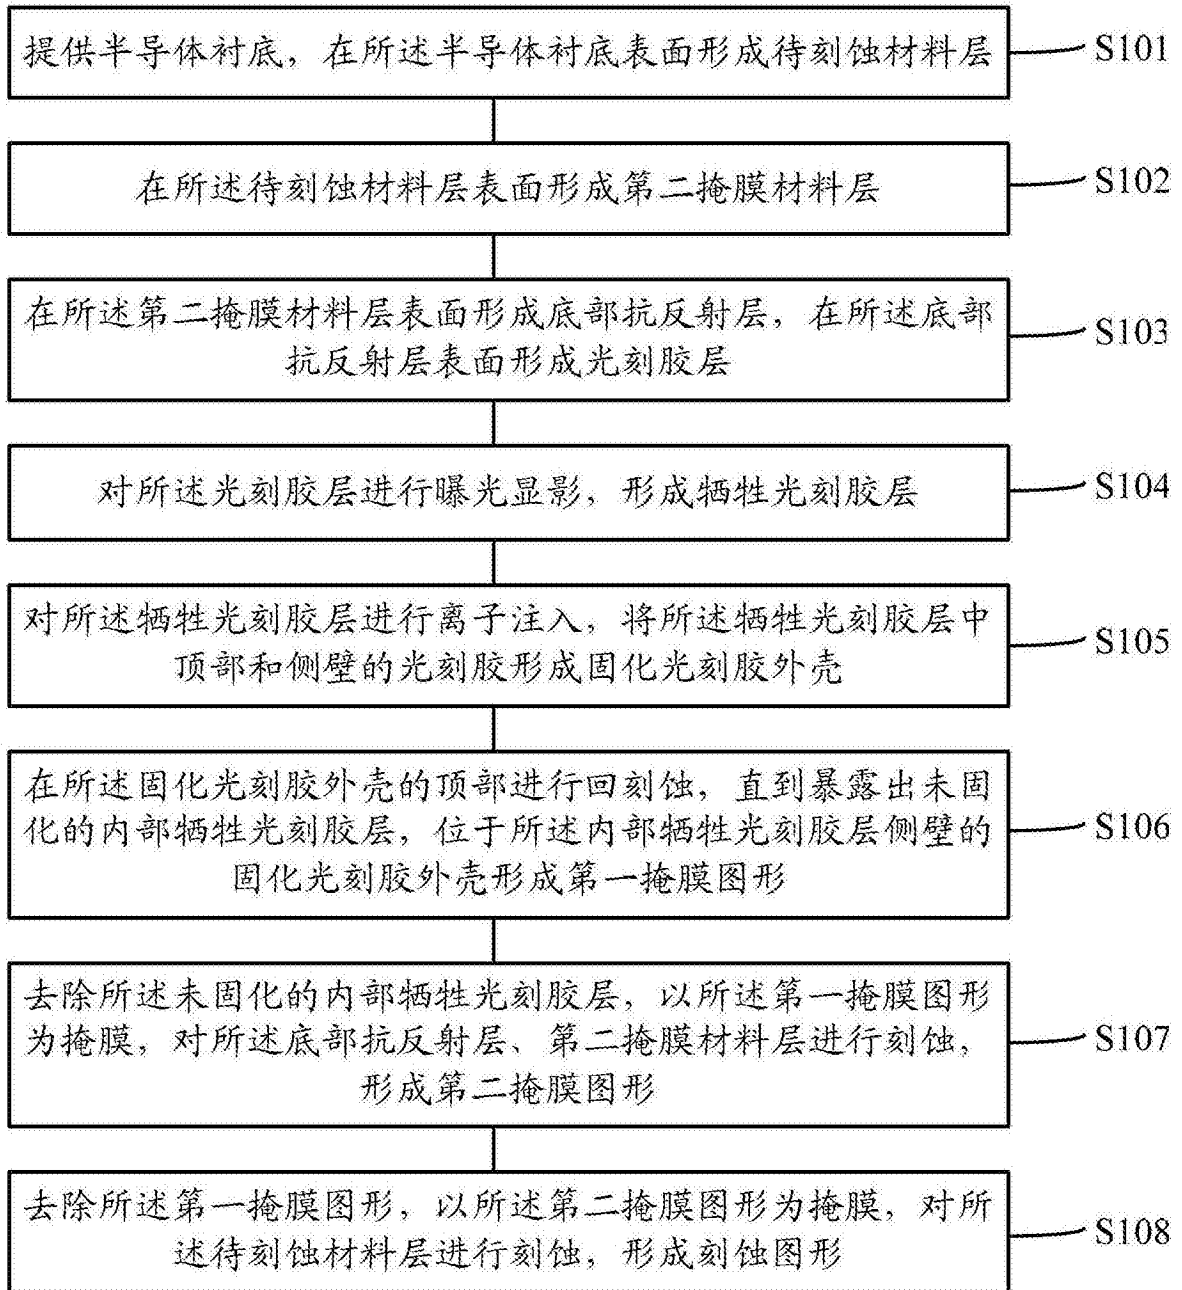 提供半导体衬底，在所述半导体衬底表面形成待刻蚀材料层
S101
在所述待刻蚀材料层表面形成第二掩膜材料层
S102
在所述第二掩膜材料层表面形成底部抗反射层，在所述底部
抗反射层表面形成光刻胶层
S103
对所述光刻胶层进行曝光显影，形成牺牲光刻胶层
S104
对所述牺牲光刻胶层进行离子注入，将所述牺牲光刻胶层中
顶部和侧壁的光刻胶形成固化光刻胶外壳
S105
在所述固化光刻胶外壳的顶部进行回刻蚀，直到暴露出未固
化的内部牺牲光刻胶层，位于所述内部牺牲光刻胶层侧壁的
固化光刻胶外壳形成第一掩膜图形
S106
去除所述未固化的内部牺牲光刻胶层，以所述第一掩膜图形
为掩膜，对所述底部抗反射层、第二掩膜材料层进行刻蚀，
形成第二掩膜图形
S107
去除所述第一掩膜图形，以所述第二掩膜图形为掩膜，对所
述待刻蚀材料层进行刻蚀，形成刻蚀图形
S108